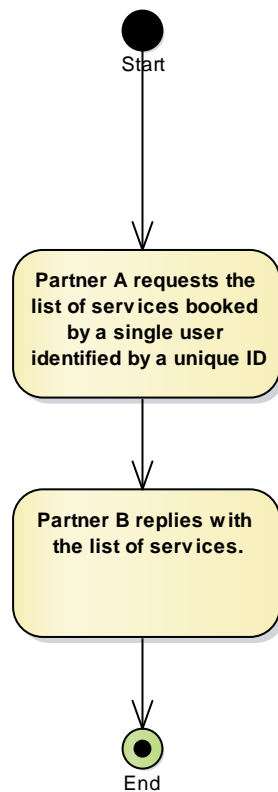 Start
Partner A requests the
list of services booked
by a single user
identified by a unique ID
Partner B replies with
the list of services.
End